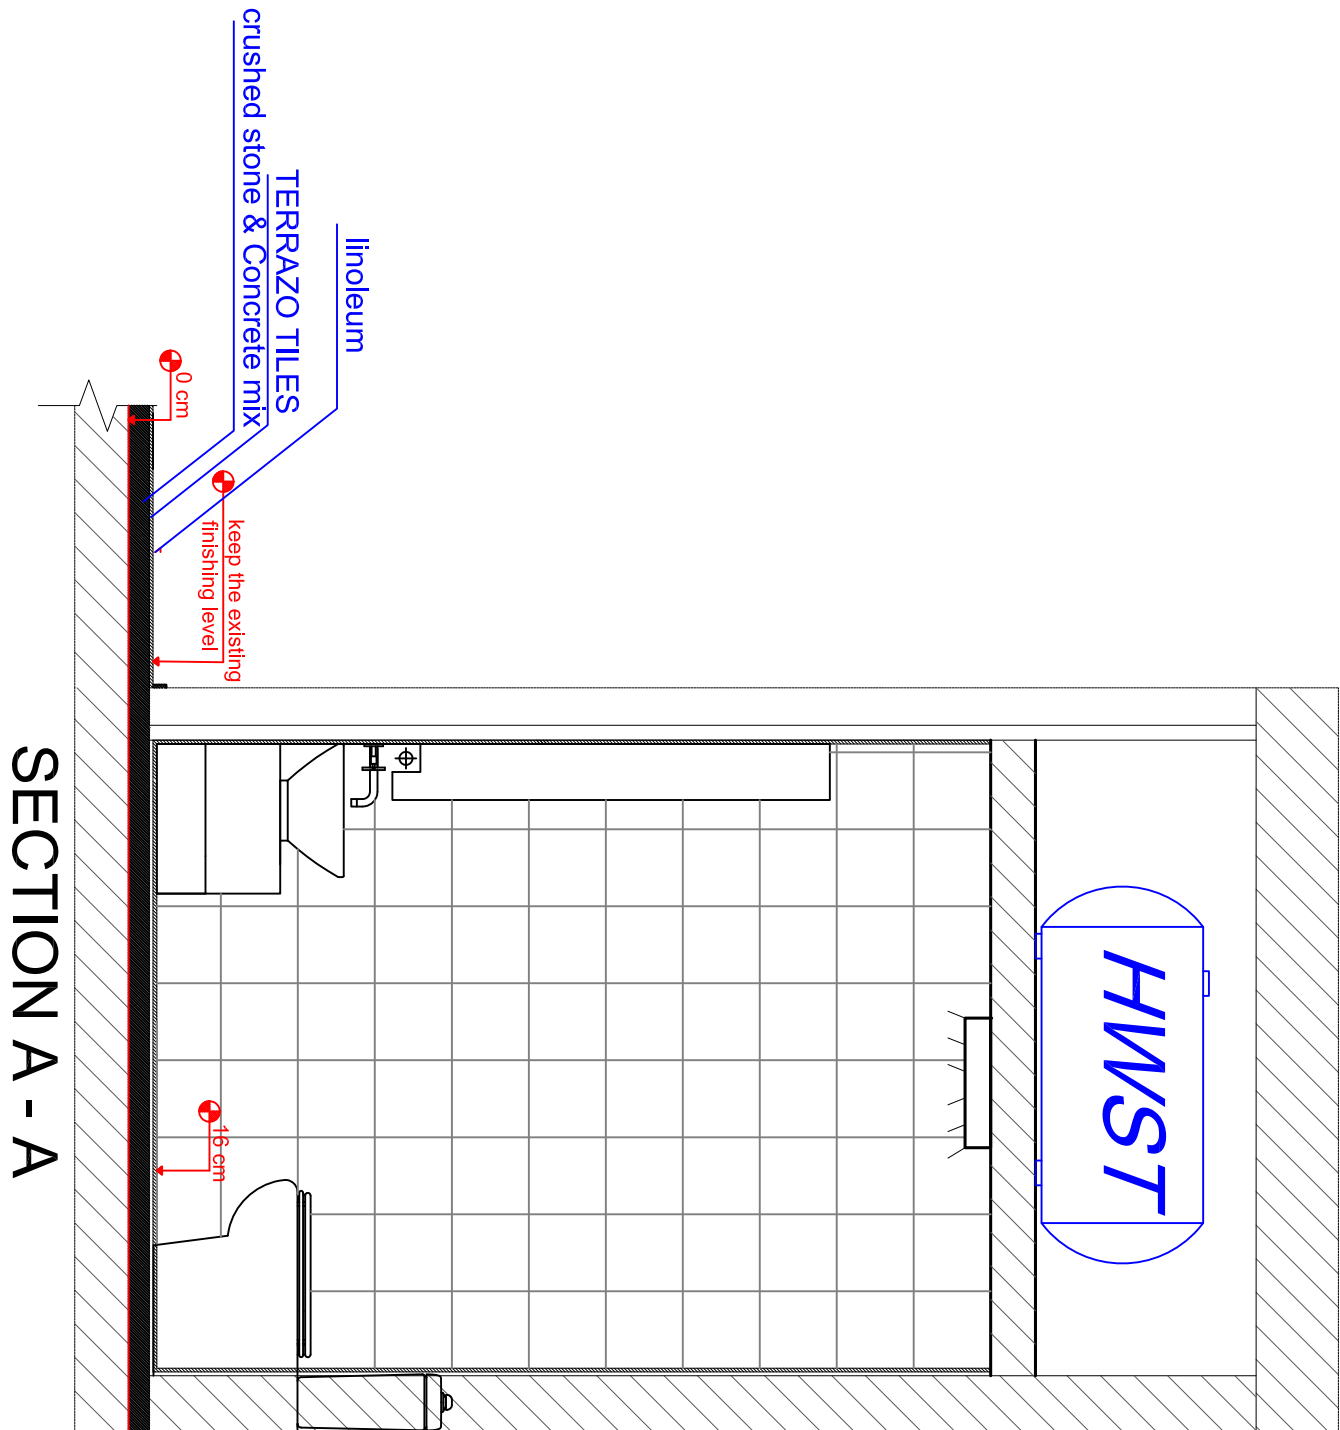 HWST
linoleum
TERRAZO TILES
crushed stone & Concrete mix
0 cm
keep the existing
finishing level
16 cm
SECTION A - A